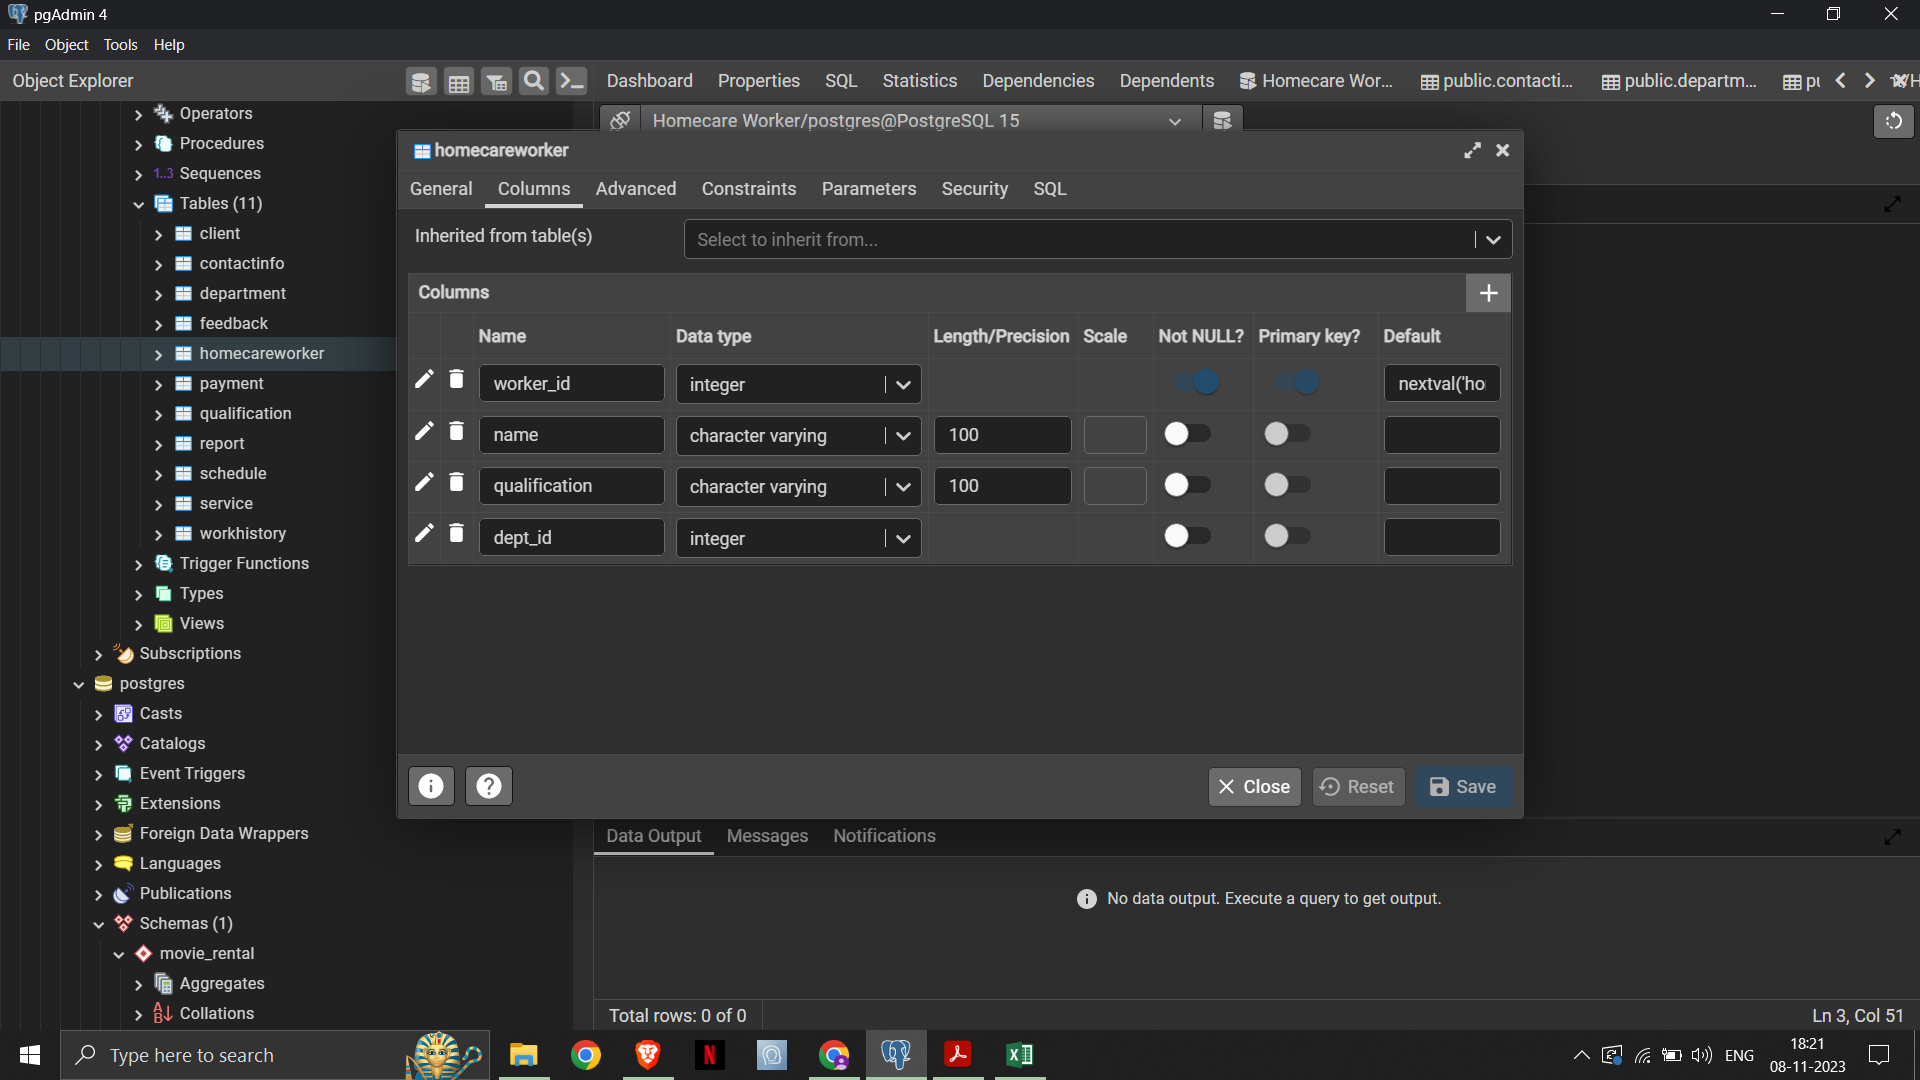 pgAdmin 4
File Object Tools Help
Object Explorer
Dashboard Properties SQL Statistics Dependencies Dependents Homecare Wor... public.contacti... public.departm...
Homecare Worker/postgres@PostgreSQL 15
Operators
Procedures
1..3 Sequences
Tables (11)
client
contactinfo
department
feedback
homecareworker
payment
qualification
report
schedule
service
workhistory
Trigger Functions
Types
Views
Subscriptions
postgres
Casts
Catalogs
Event Triggers
Extensions
Foreign Data Wrappers
Languages
Publications
Schemas (1)
movie_rental
Aggregates
Collations
homecareworker
General Columns Advanced Constraints Parameters Security SQL
Inherited from table(s) Select to inherit from...
Columns
Name Data type Length/Precision Scale Not NULL? Primary key? Default
worker_id integer nextval('ho
name character varying 100
qualification character varying 100
dept_id integer
Close Reset Save
Data Output Messages Notifications
No data output. Execute a query to get output.
Total rows: 0 of 0 Ln 3, Col 51
Type here to search
ENG 18:21
08-11-2023